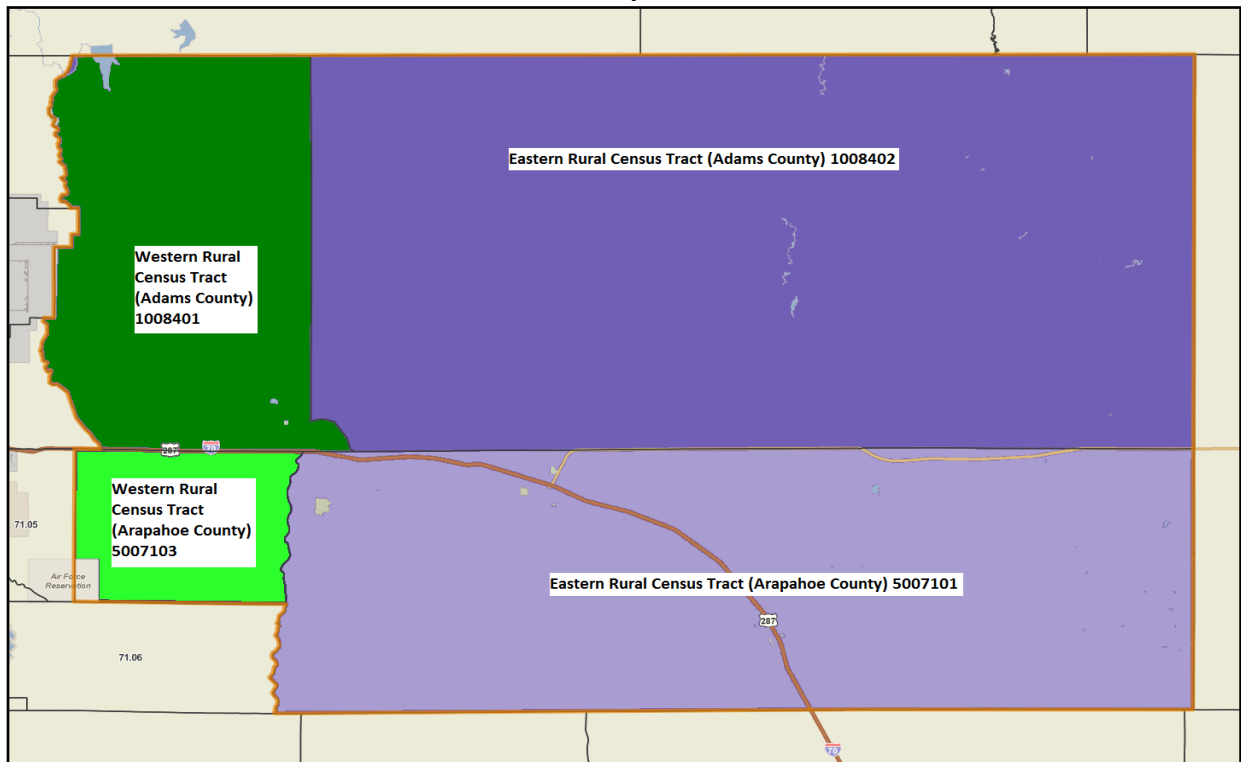 Eastern Rural Census Tract (Adams County) 1008402
Western Rural
Census Tract
(Adams County)
1008401
287
70
Western Rural
Census Tract
(Arapahoe County)
5007103
71.05
Air Force
Reservation
Eastern Rural Census Tract (Arapahoe County) 5007101
287
71.06
70